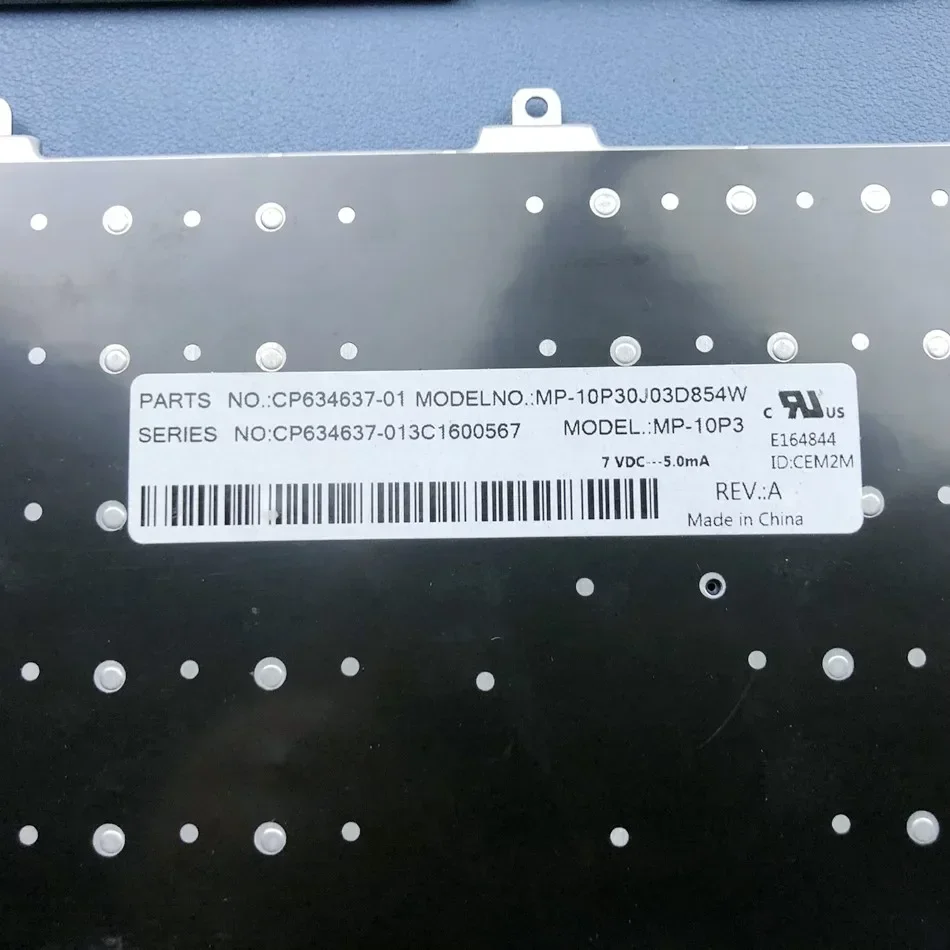 PARTS NO.:CP634637-01 MODELNO.:MP-10P30J03D854W
SERIES NO:CP634637-013C1600567 MODEL.:MP-10P3
c RU US
E164844
7 VDC---5.0mA ID:CEM2M
REV.:A
Made in China